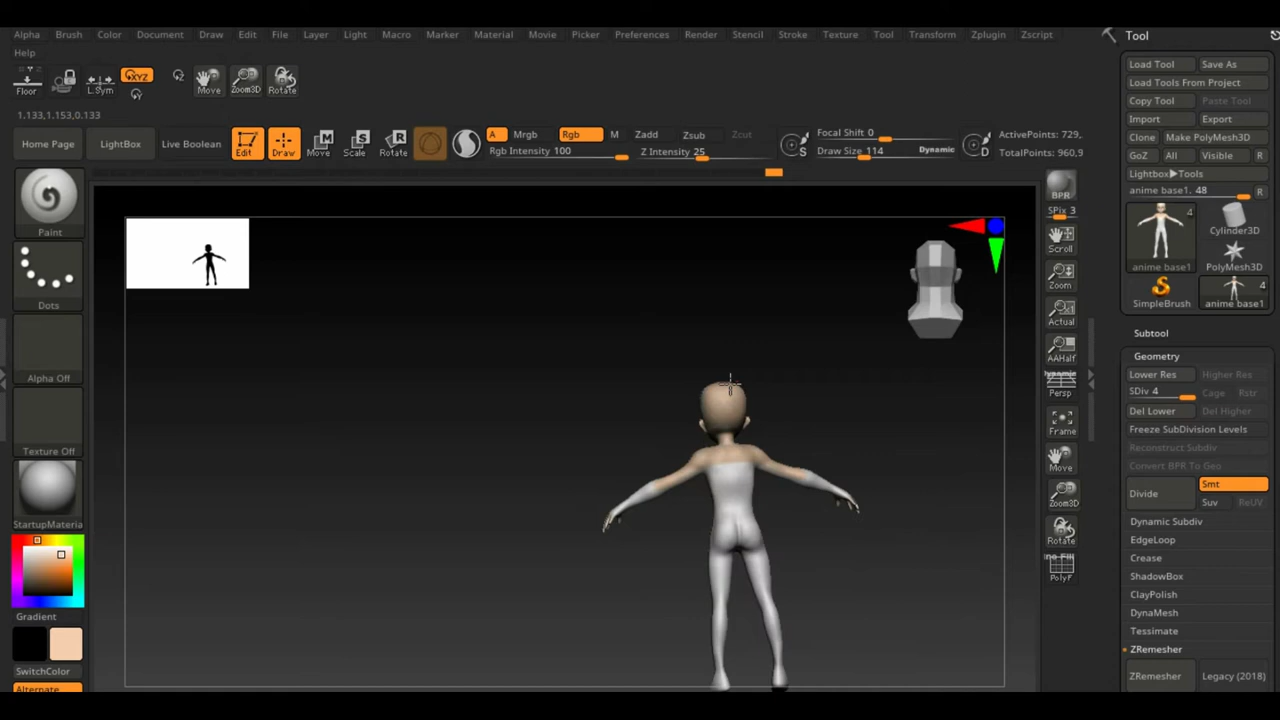 Alpha Brush Color Document Draw Edit File Layer Light Macro Marker Material Movie Picker Preferences Render Stencil Stroke Texture Tool Transform Zplugin Zscript
Help
Floor
L.Sym
XYZ
Move
Zoom3D
Rotate
1.133,1.153,0.133
Home Page
LightBox
Live Boolean
Edit
Draw
Move
Scale
Rotate
A
Mrgb
Rgb
M
Rgb Intensity 100
Zadd
Zsub
Zcut
Z Intensity 25
S
Focal Shift 0
Draw Size 114
Dynamic
D
ActivePoints: 729,
TotalPoints: 960,9
Paint
Dots
Alpha Off
Texture Off
StartupMateria
Gradient
SwitchColor
Alternate
BPR
SPix 3
Scroll
Zoom
Actual
AAHalf
Persp
Frame
Move
Zoom3D
Rotate
PolyF
Tool
Load Tool
Save As
Load Tools From Project
Copy Tool
Paste Tool
Import
Export
Clone
Make PolyMesh3D
GoZ
All
Visible
R
Lightbox▶Tools
anime base1. 48
R
4
anime base1
Cylinder3D
PolyMesh3D
SimpleBrush
4
anime base1
Subtool
Geometry
Lower Res
Higher Res
SDiv 4
Cage
Rstr
Del Lower
Del Higher
Freeze SubDivision Levels
Reconstruct Subdiv
Convert BPR To Geo
Divide
Smt
Suv
ReUV
Dynamic Subdiv
EdgeLoop
Crease
ShadowBox
ClayPolish
DynaMesh
Tessimate
ZRemesher
ZRemesher
Legacy (2018)